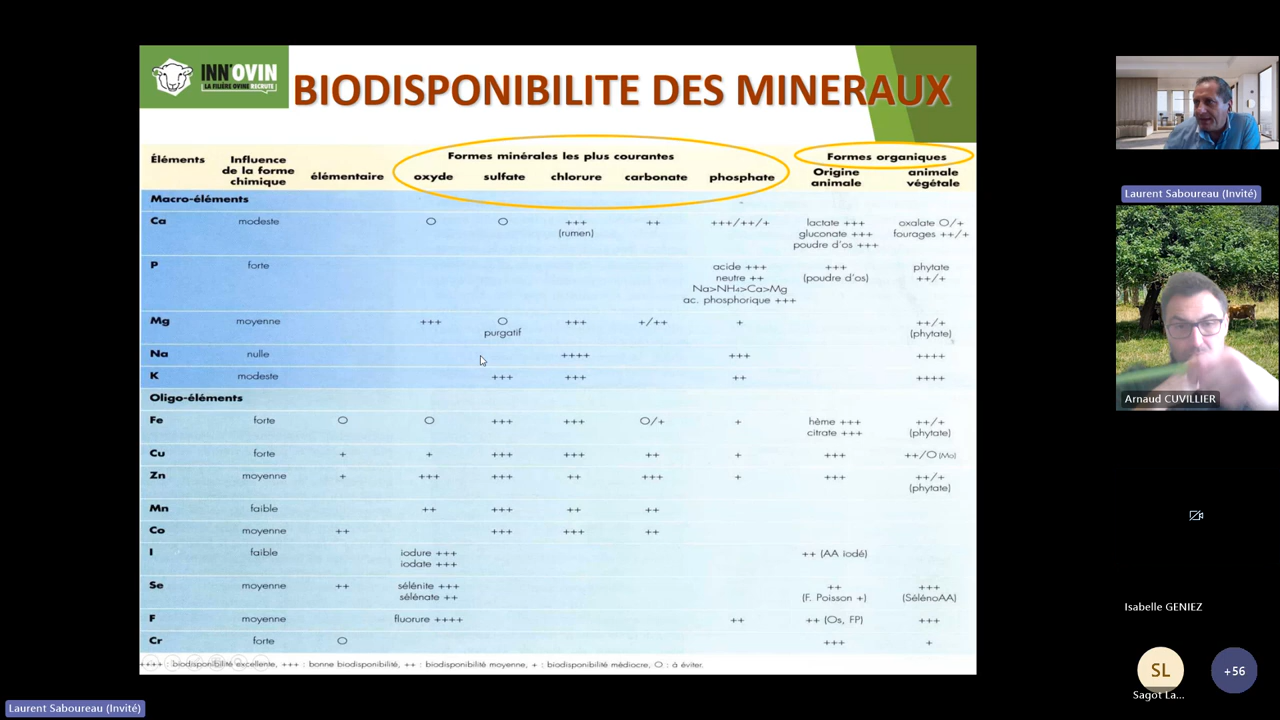 INN'OVIN
LA FILIÈRE OVINE RECRUTE !
BIODISPONIBILITE DES MINERAUX
Éléments Influence de la forme chimique élémentaire Formes minérales les plus courantes Formes organiques
oxyde sulfate chlorure carbonate phosphate Origine animale animale végétale
Macro-éléments
Ca modeste O O +++ (rumen) ++ +++/++/+ lactate +++ gluconate +++ poudre d'os +++ oxalate O/+ fourages ++/+
P forte acide +++ neutre ++ Na>NH4>Ca>Mg ac. phosphorique +++ +++ (poudre d'os) phytate ++/+
Mg moyenne +++ O purgatif +++ +/++ + ++/+ (phytate)
Na nulle ++++ +++ ++++
K modeste +++ +++ ++ ++++
Oligo-éléments
Fe forte O O +++ +++ O/+ + hème +++ citrate +++ ++/+ (phytate)
Cu forte + + +++ +++ ++ + +++ ++/O (Mo)
Zn moyenne + +++ +++ ++ +++ + +++ ++/+ (phytate)
Mn faible ++ +++ ++ ++
Co moyenne ++ +++ +++ ++
I faible iodure +++ iodate +++ ++ (AA iodé)
Se moyenne ++ sélénite +++ sélénate ++ ++ (F. Poisson +) +++ (SélénoAA)
F moyenne fluorure ++++ ++ ++ (Os, FP) +++
Cr forte O +++ +
++++ : biodisponibilité excellente, +++ : bonne biodisponibilité, ++ : biodisponibilité moyenne, + : biodisponibilité médiocre, O : à éviter.
Laurent Saboureau (Invité)
Arnaud CUVILLIER
Isabelle GENIEZ
SL
Sagot La...
+56
Laurent Saboureau (Invité)